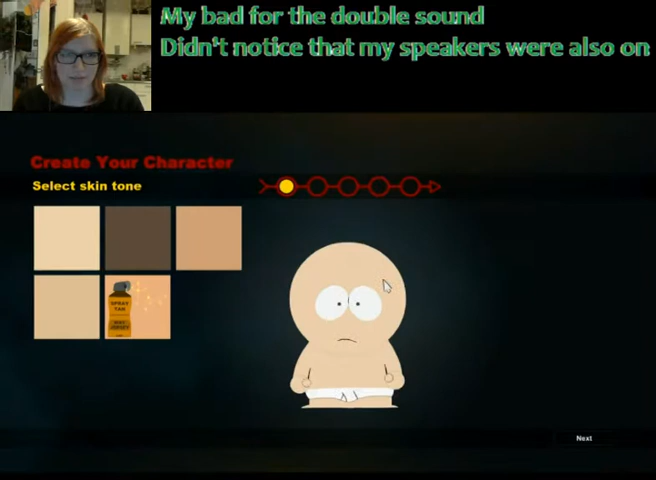 My bad for the double sound
Didn't notice that my speakers were also on
Create Your Character
Select skin tone
SPRAY
TAN
Next